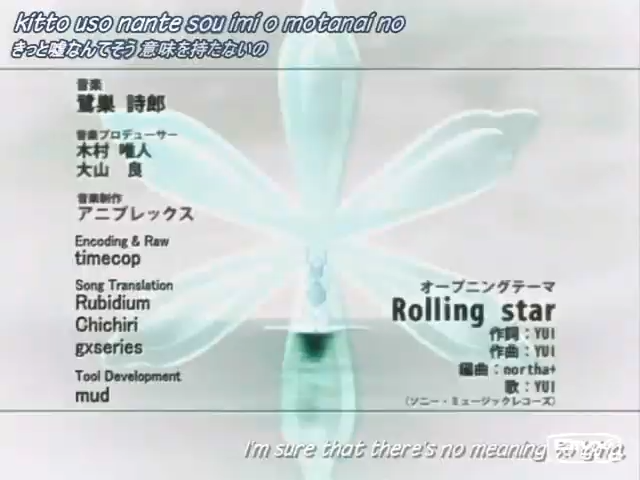 kitto uso nante sou imi o motanai no
きっと嘘なんてそう 意味を持たないの
音楽
鷺巣 詩郎
音楽プロデューサー
木村 唯人
大山 良
音楽制作
アニプレックス
Encoding & Raw
timecop
Song Translation
Rubidium
Chichiri
gxseries
Tool Development
mud
オープニングテーマ
Rolling star
作詞：YUI
作曲：YUI
編曲：northa+
歌：YUI
（ソニー・ミュージックレコーズ）
I'm sure that there's no meaning